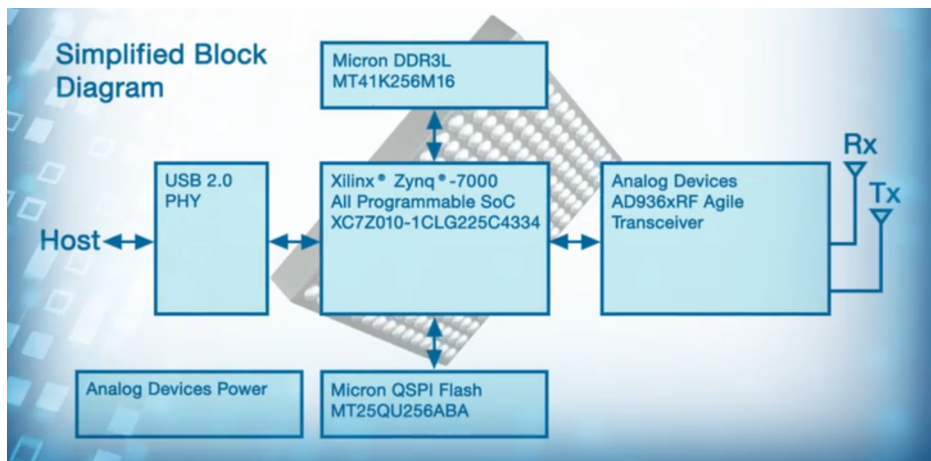 Simplified Block
Diagram
Micron DDR3L
MT41K256M16
Host
USB 2.0
PHY
Xilinx® Zynq®-7000
All Programmable SoC
XC7Z010-1CLG225C4334
Analog Devices
AD936xRF Agile
Transceiver
Rx
Tx
Analog Devices Power
Micron QSPI Flash
MT25QU256ABA